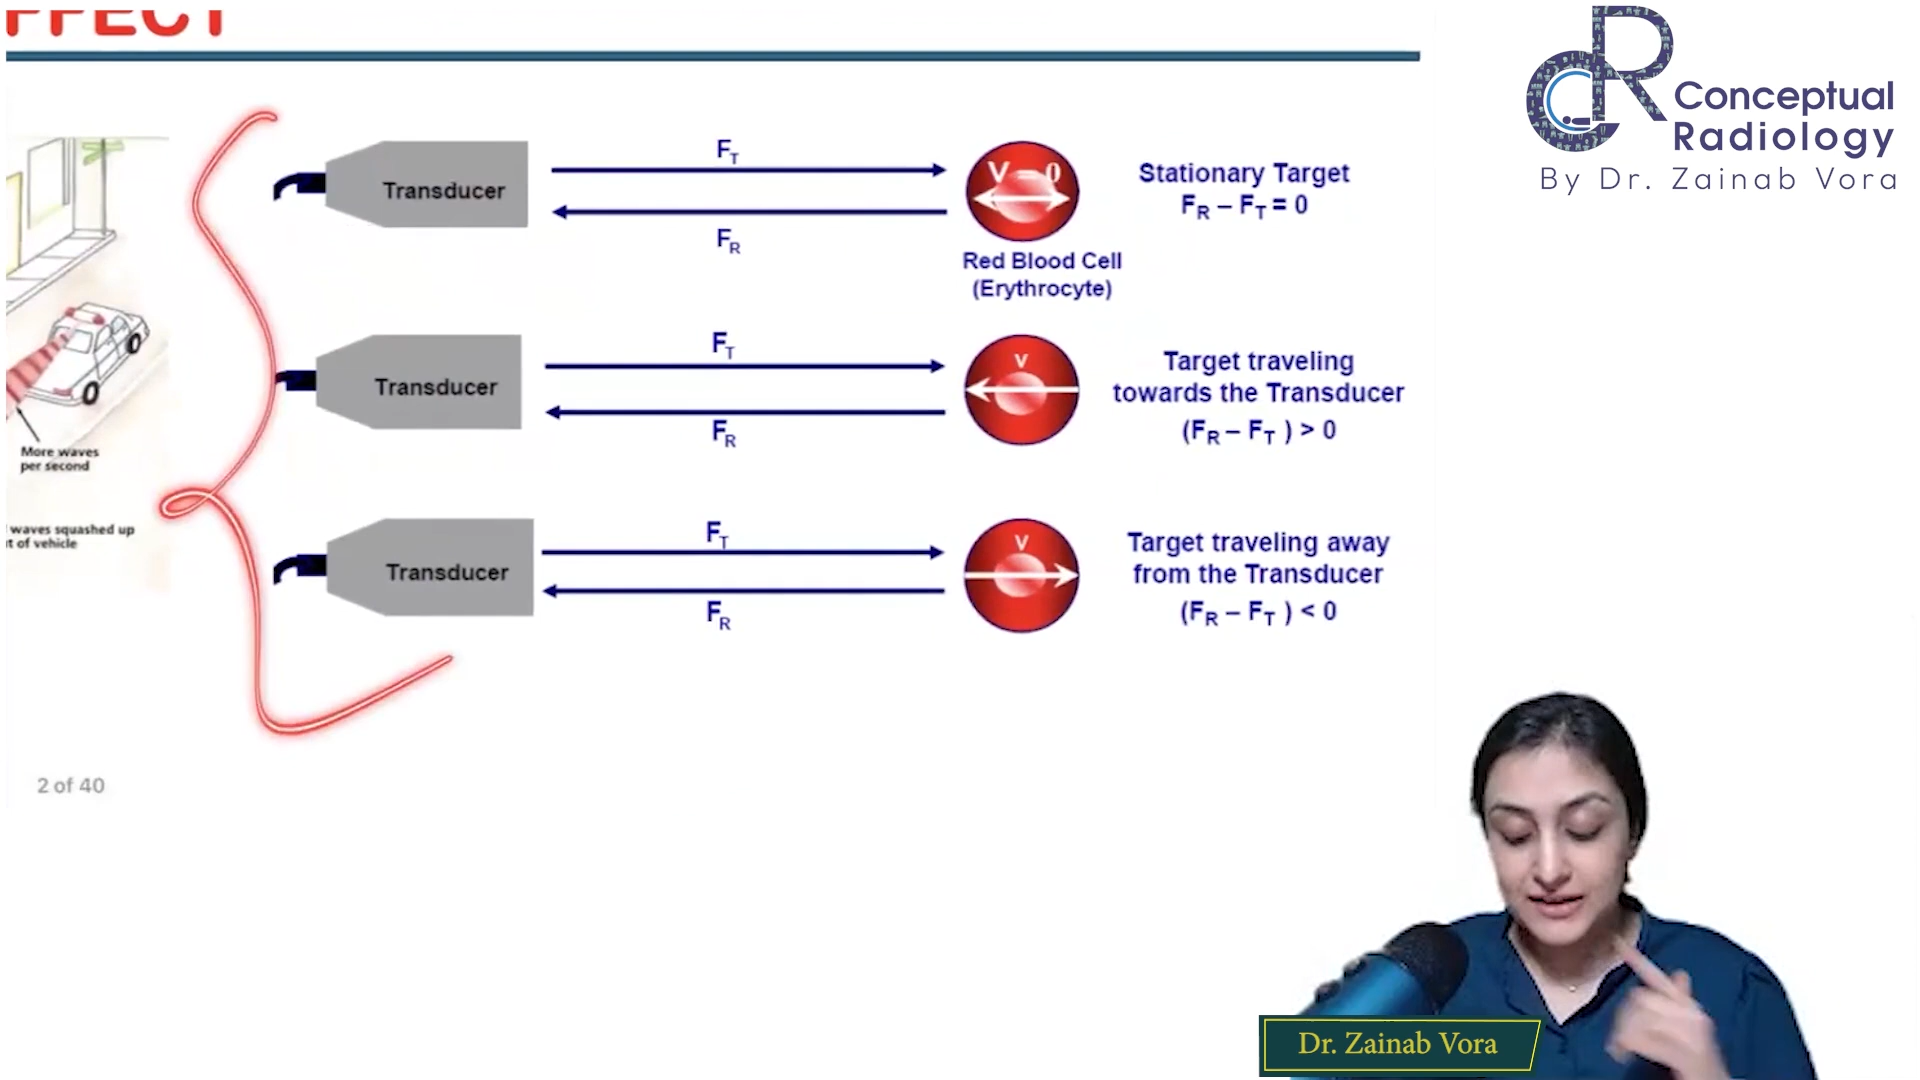 FFECT
Conceptual
Radiology
By Dr. Zainab Vora
Transducer
FT
FR
V = 0
Red Blood Cell
(Erythrocyte)
Stationary Target
FR – FT = 0
Transducer
FT
FR
V
Target traveling
towards the Transducer
(FR – FT ) > 0
More waves
per second
waves squashed up
t of vehicle
Transducer
FT
FR
V
Target traveling away
from the Transducer
(FR – FT ) < 0
2 of 40
Dr. Zainab Vora